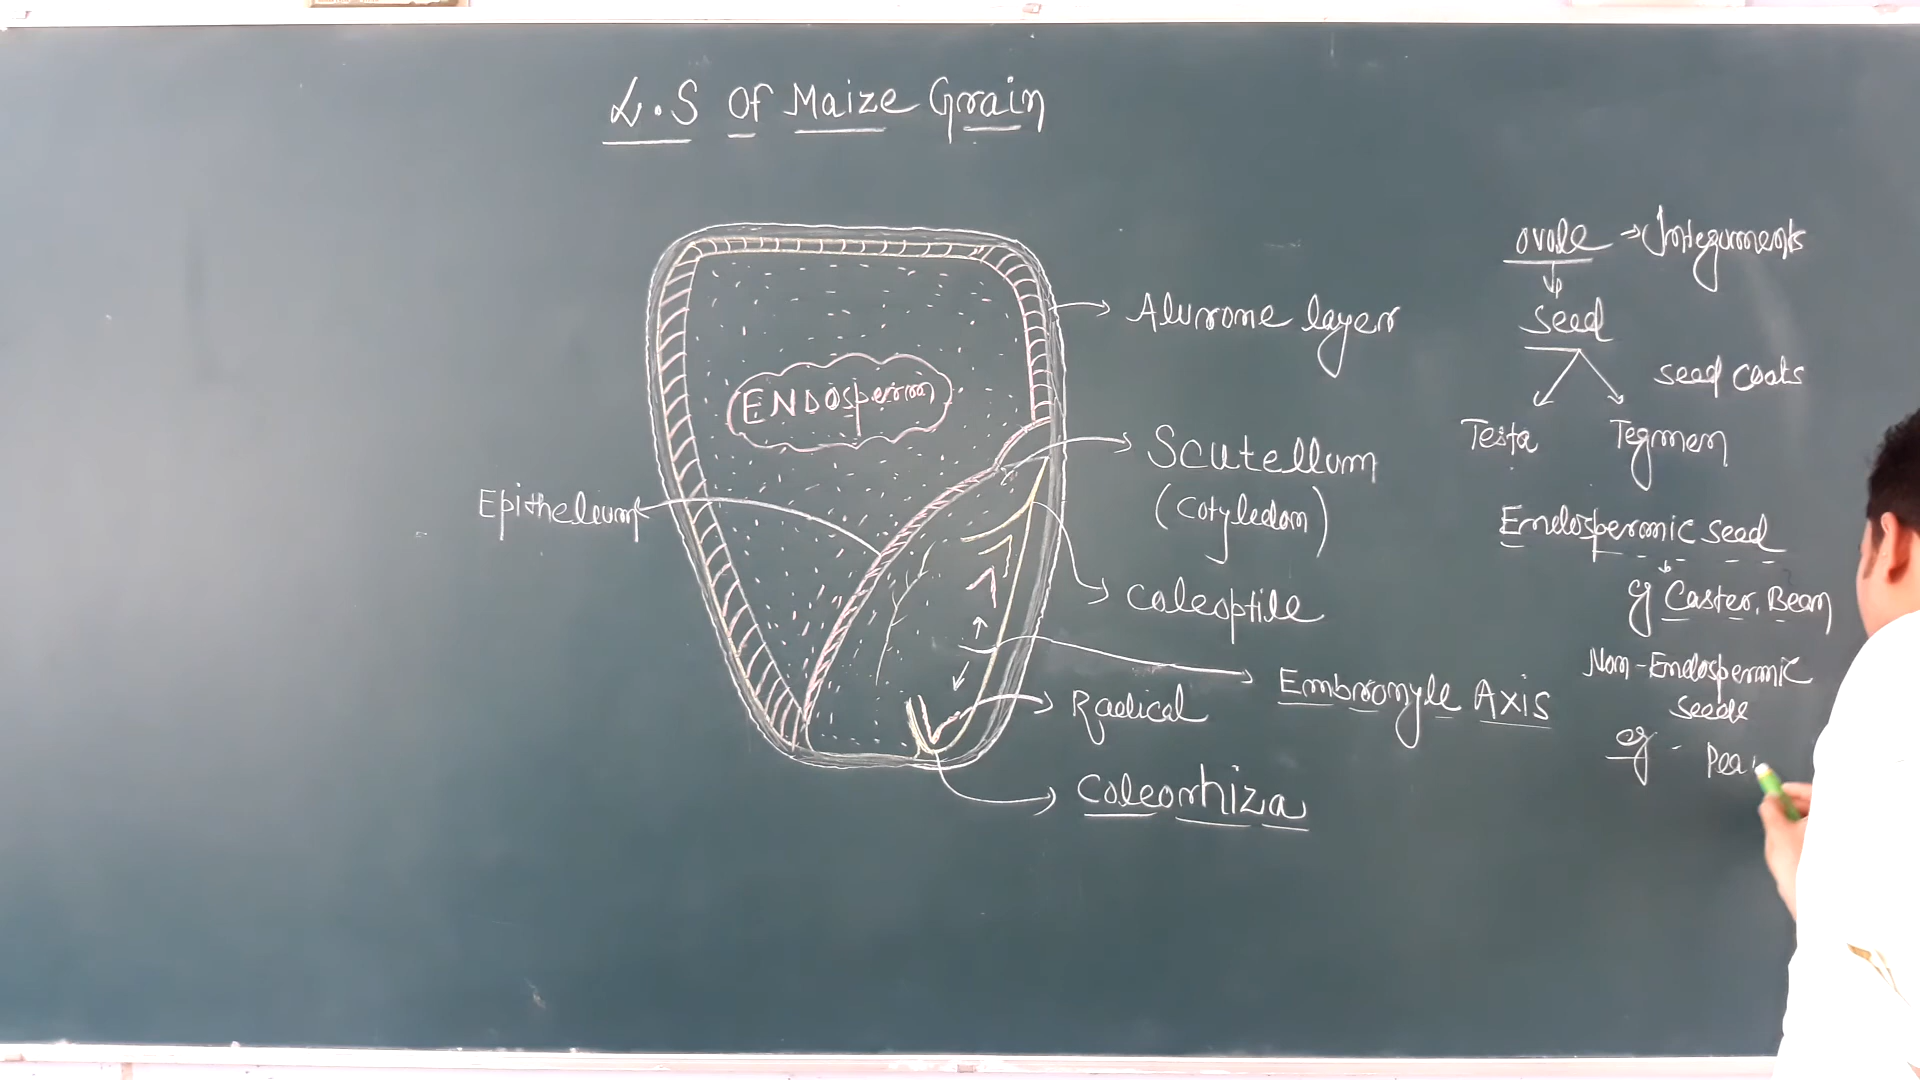 L.S Of Maize Grain
ENDOsperm
Epitheleum
Alurone layer
Scutellum
(Cotyledon)
Coleoptile
Embronyle Axis
Radical
Coleorhiza
ovule → Integuments
Seed
seed coats
Testa Tegmen
Endospermic seed
eg Caster, Bean
Non-Endospermic
Seeds
eg - Pea